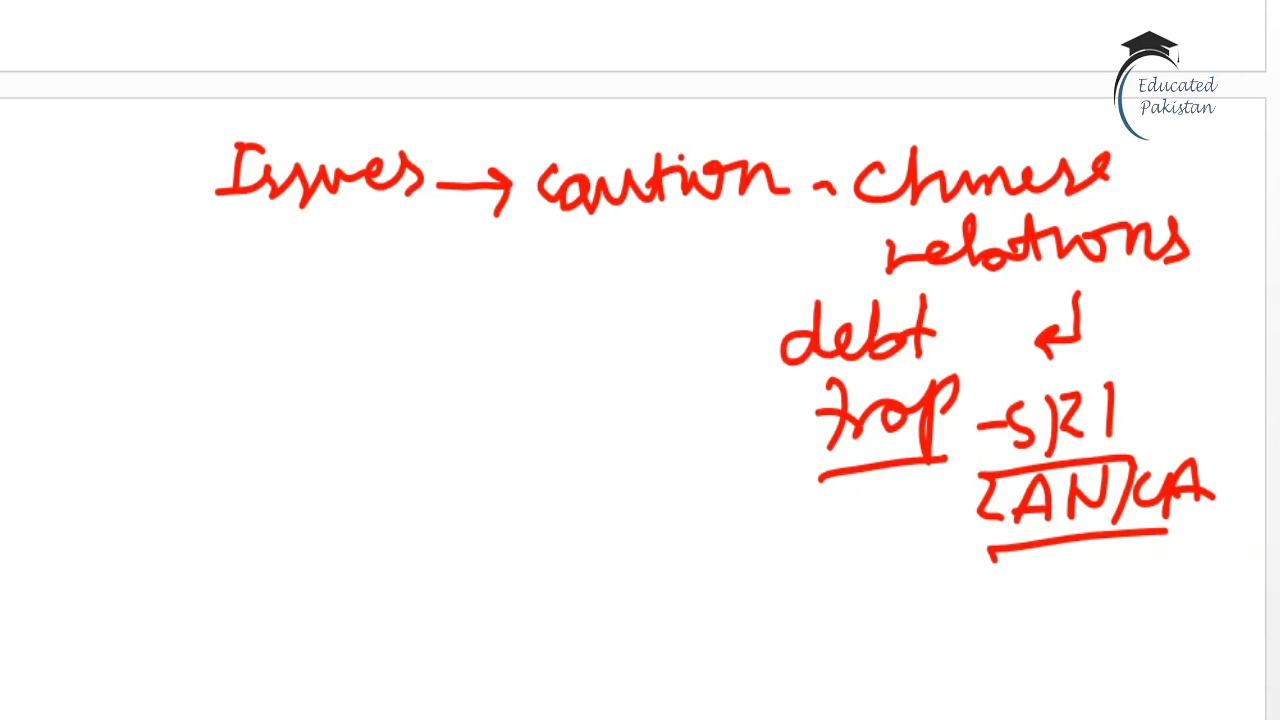 Educated
Pakistan
Issues → caution - Chinese
relations
debt
trap - SRI
LANKA